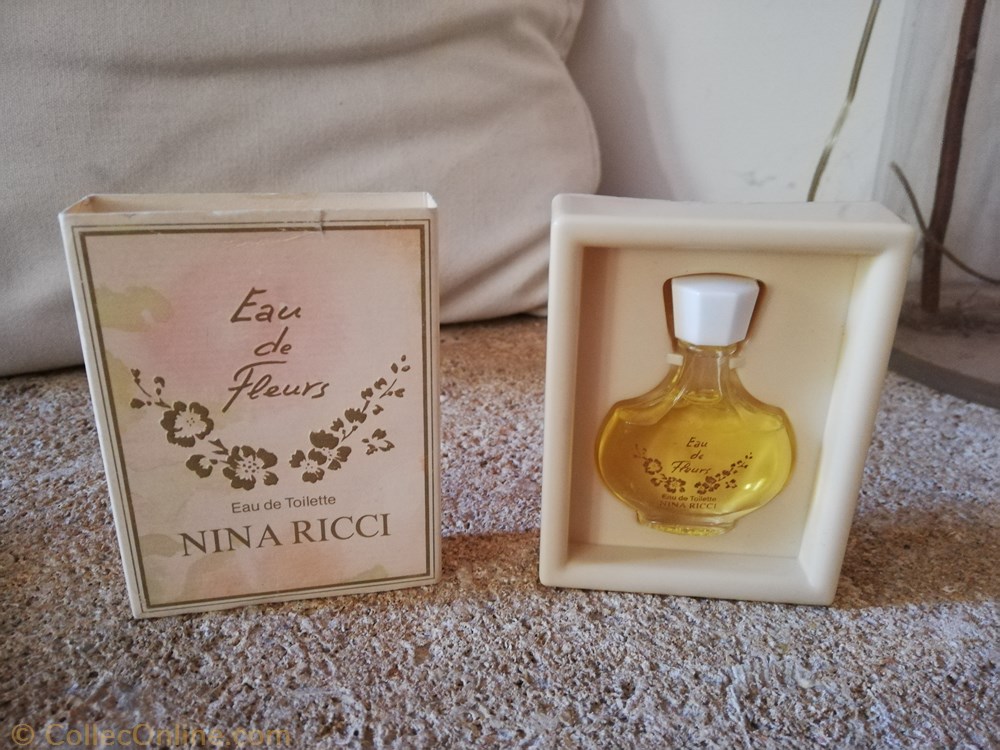 Eau
de
Fleurs
Eau de Toilette
NINA RICCI
Eau
de
Fleurs
Eau de Toilette
NINA RICCI
© CollecOnline.com